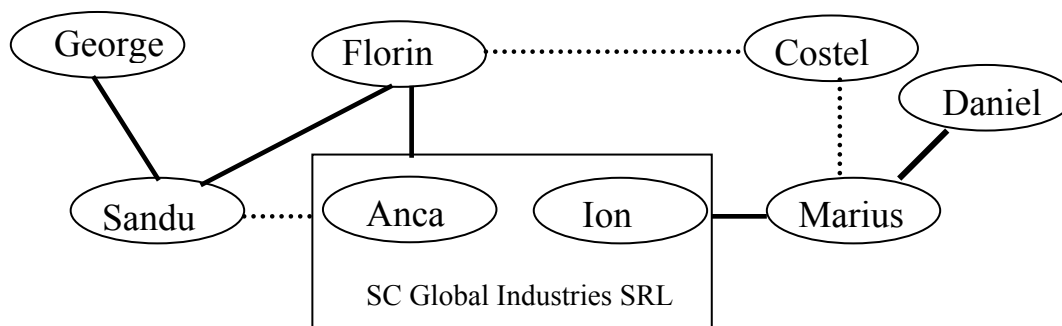 George
Florin
Costel
Daniel
Sandu
Anca
Ion
Marius
SC Global Industries SRL